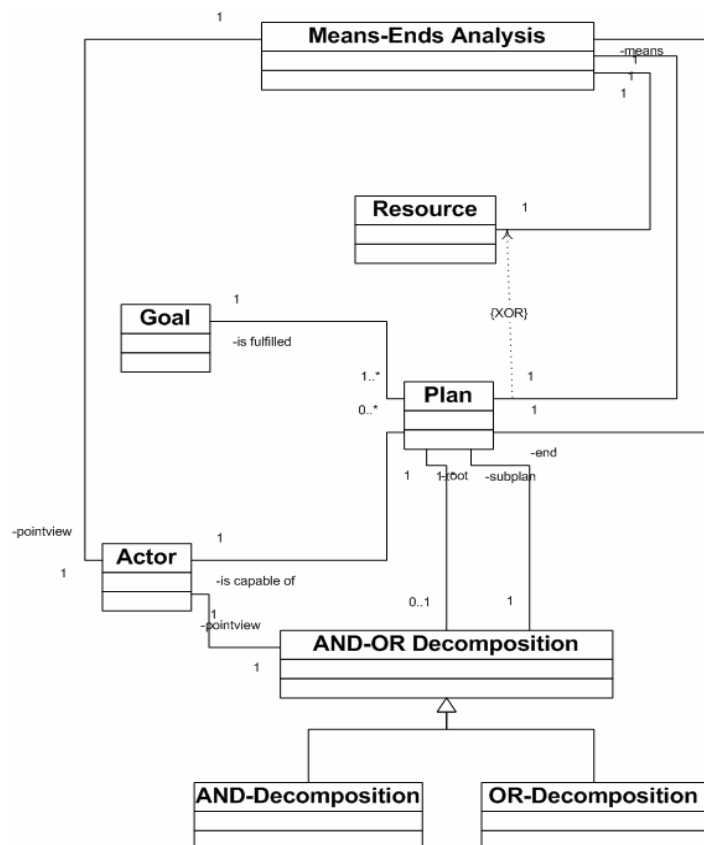 1
Means-Ends Analysis
-means
1
1
1
Resource
1
1
Goal
{XOR}
-is fulfilled
1..*
1
Plan
0..*
1
-end
1
-root
-subplan
-pointview
1
Actor
1
-is capable of
0..1
1
1
-pointview
AND-OR Decomposition
1
AND-Decomposition
OR-Decomposition